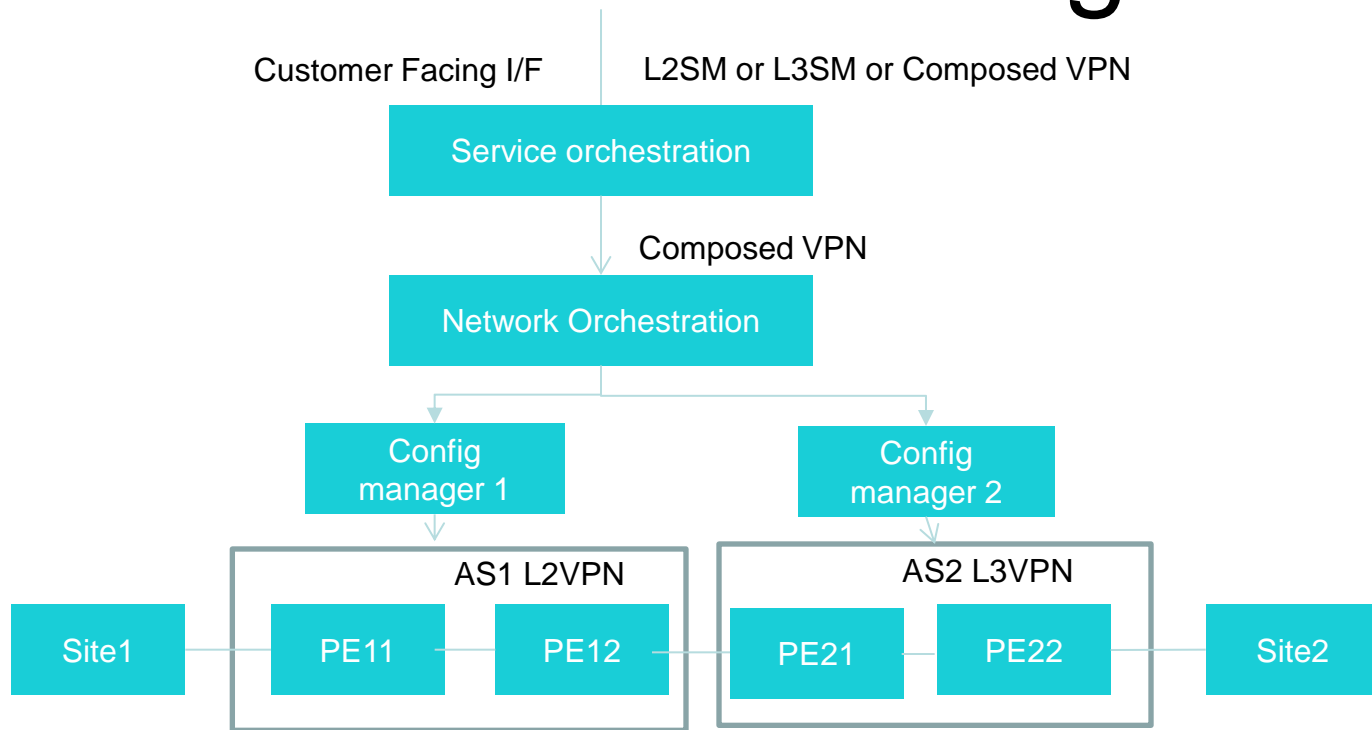 Customer Facing I/F
L2SM or L3SM or Composed VPN
Service orchestration
Composed VPN
Network Orchestration
Config
manager 1
Config
manager 2
AS1 L2VPN
AS2 L3VPN
Site1
PE11
PE12
PE21
PE22
Site2